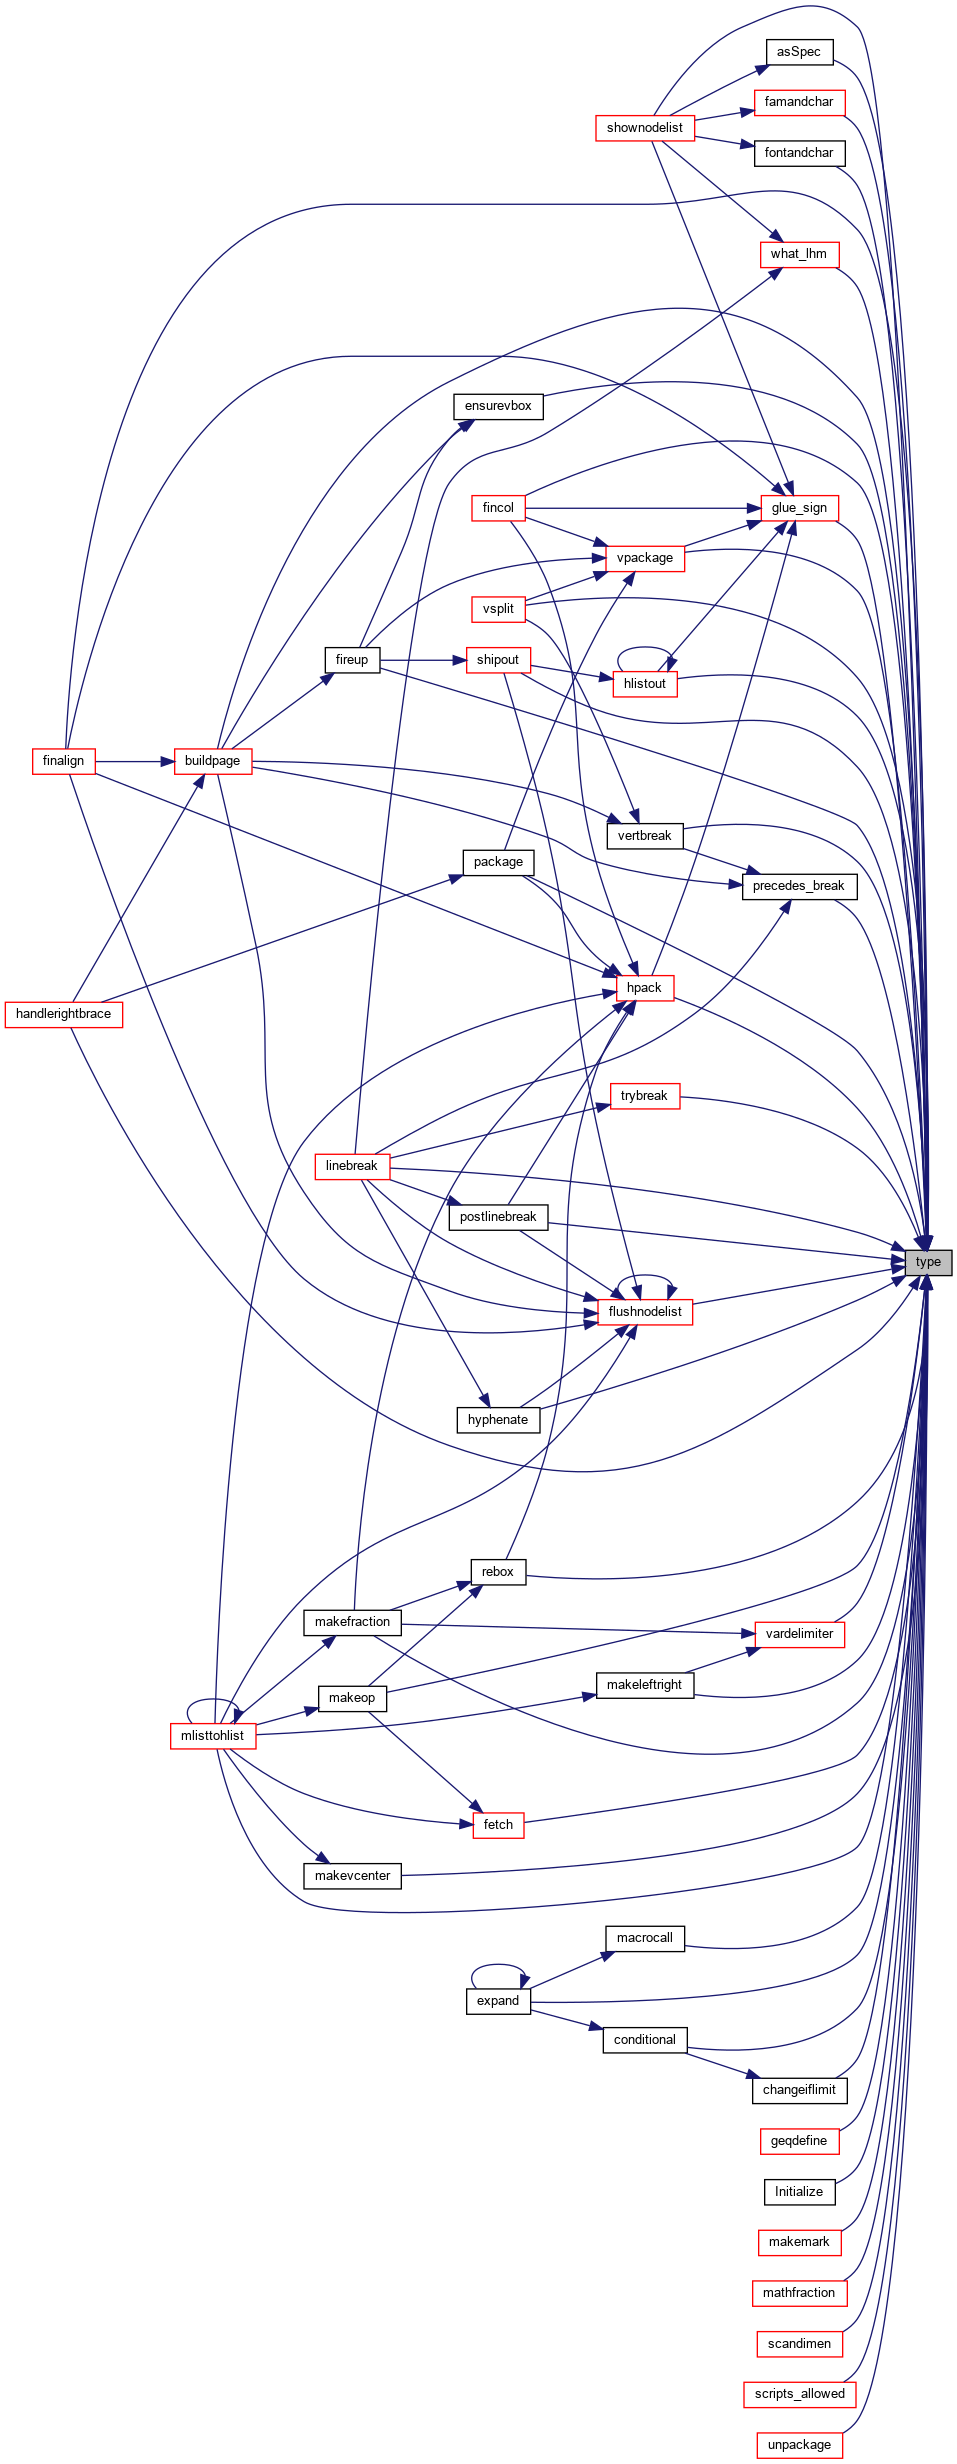 asSpec
famandchar
shownodelist
fontandchar
what_lhm
ensurevbox
fincol
glue_sign
vpackage
vsplit
fireup
shipout
hlistout
finalign
buildpage
vertbreak
package
precedes_break
hpack
handlerightbrace
trybreak
linebreak
postlinebreak
type
flushnodelist
hyphenate
rebox
makefraction
vardelimiter
makeleftright
makeop
mlisttohlist
fetch
makevcenter
macrocall
expand
conditional
changeiflimit
geqdefine
Initialize
makemark
mathfraction
scandimen
scripts_allowed
unpackage